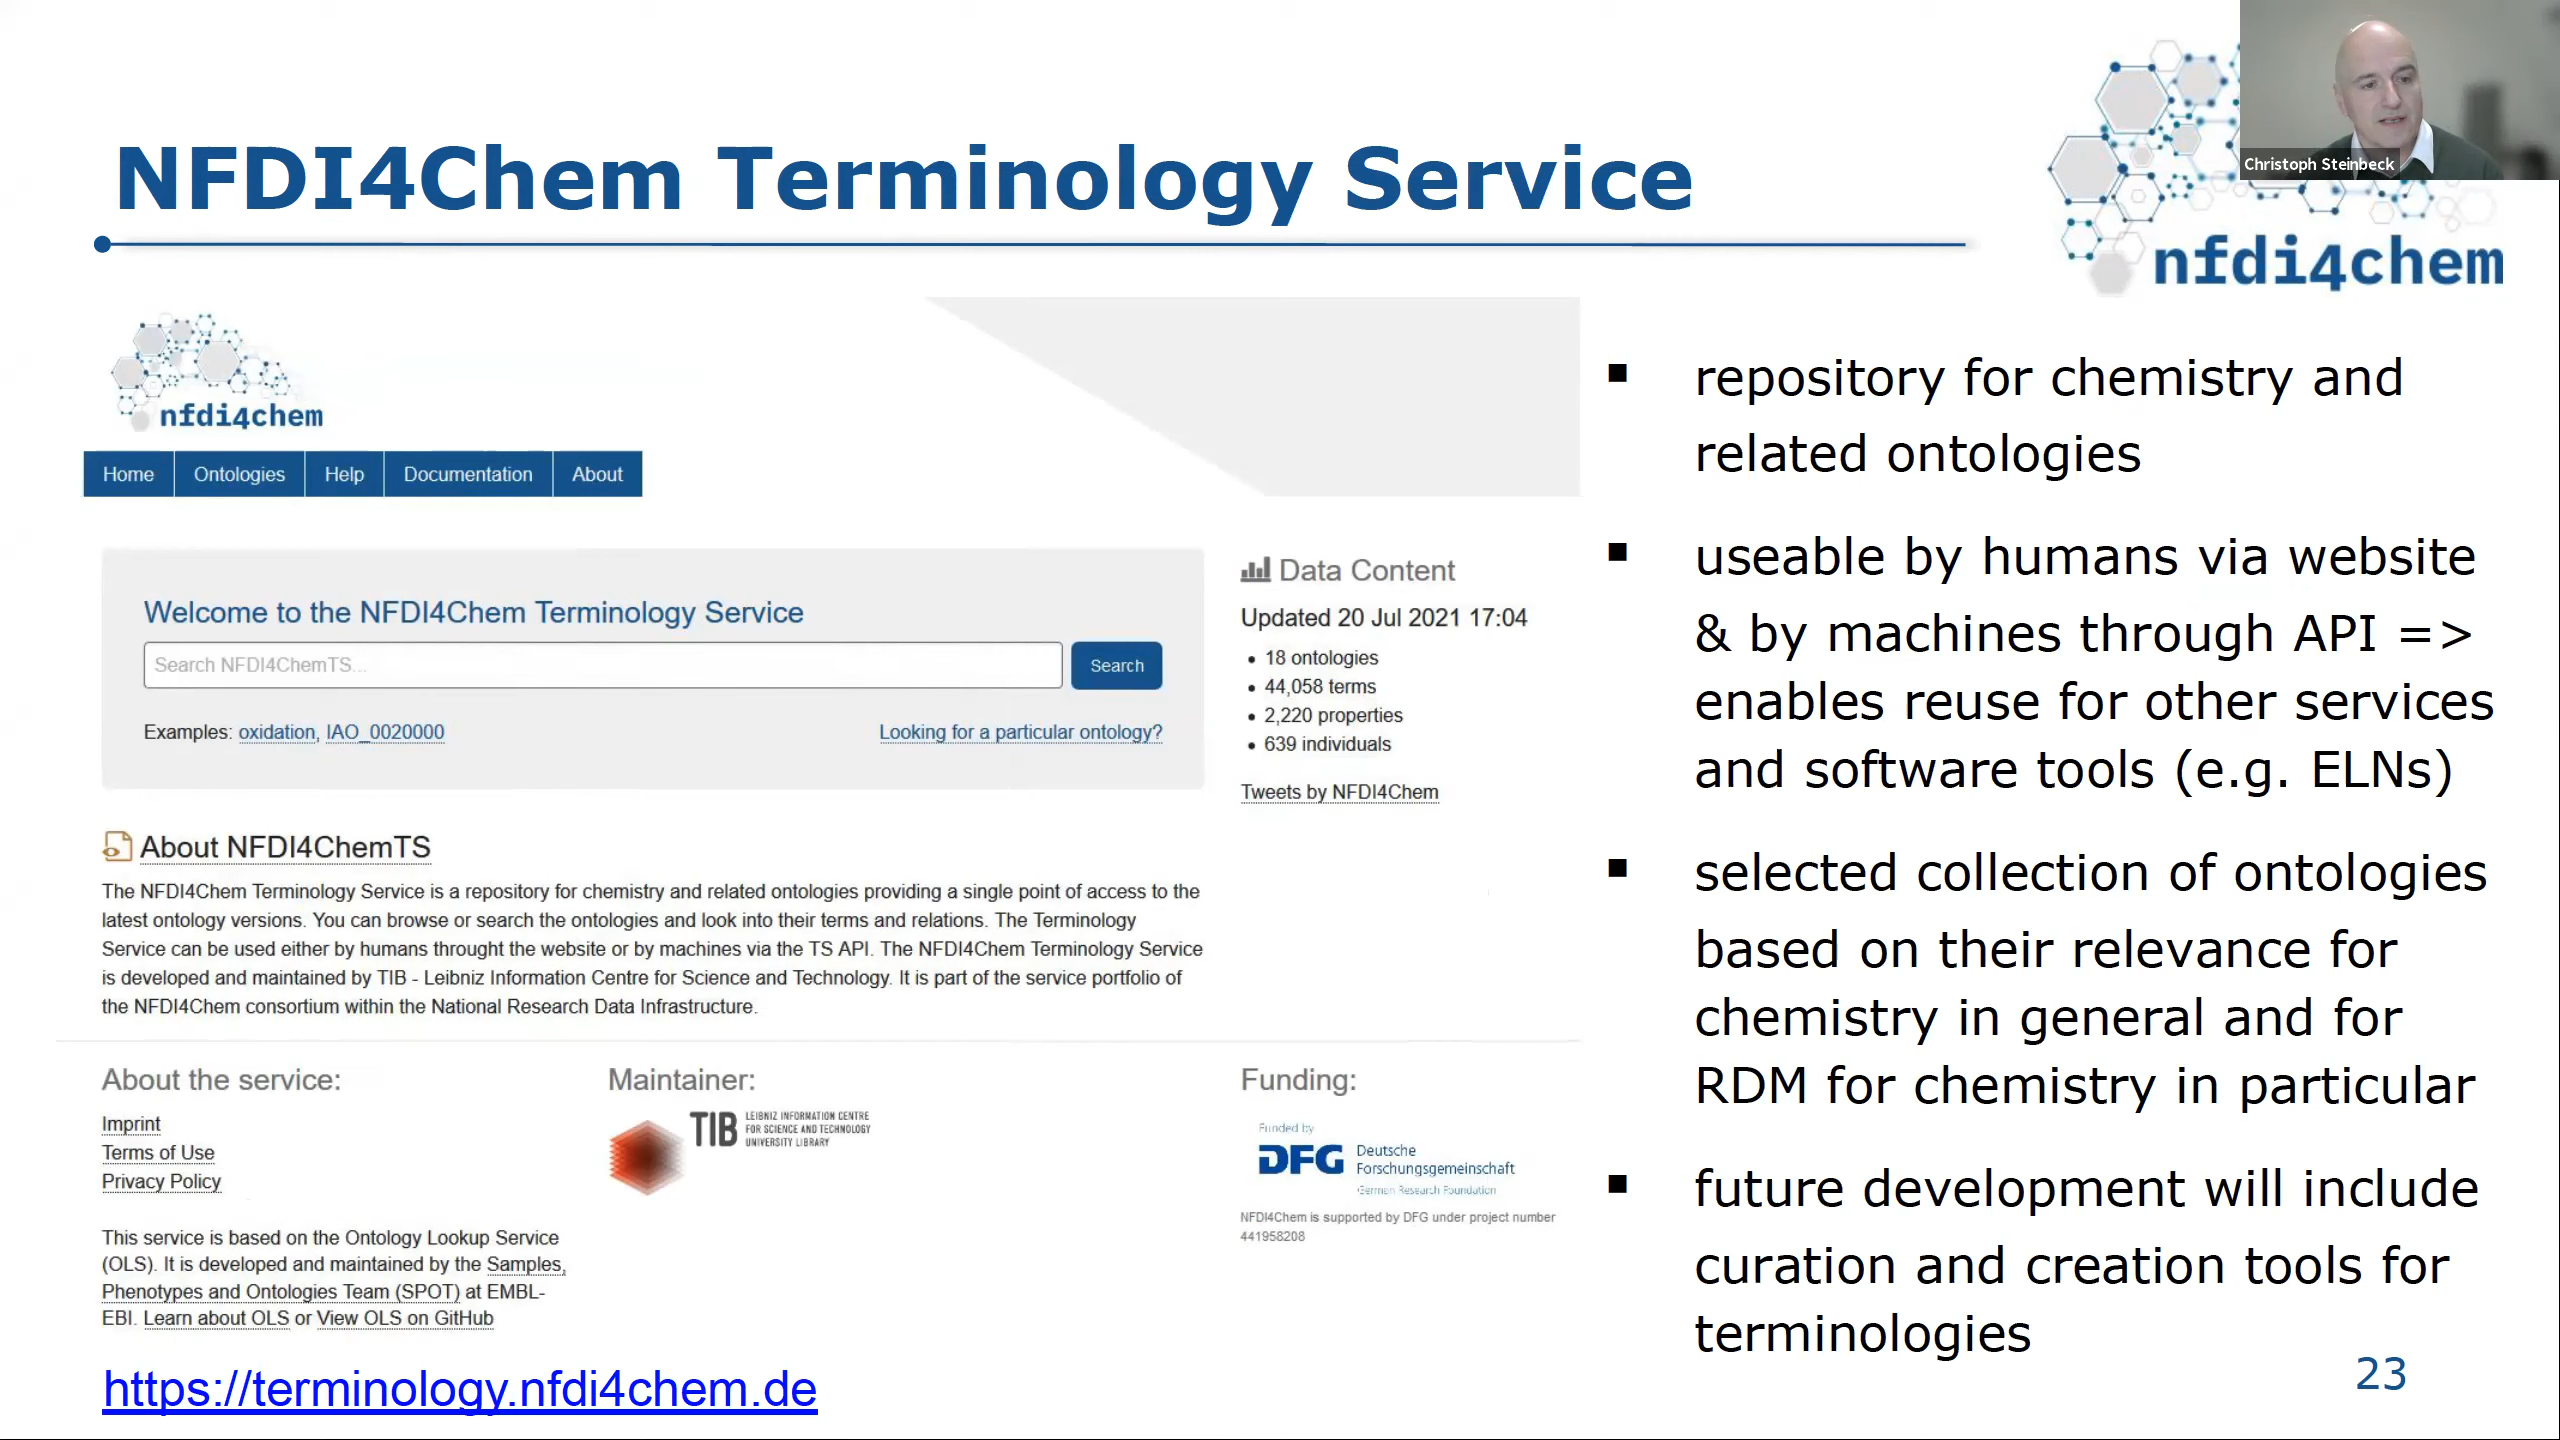 Christoph Steinbeck
NFDI4Chem Terminology Service
nfdi4chem
nfdi4chem
Home
Ontologies
Help
Documentation
About
Welcome to the NFDI4Chem Terminology Service
Search NFDI4ChemTS...
Search
Examples: oxidation, IAO_0020000
Looking for a particular ontology?
Data Content
Updated 20 Jul 2021 17:04
• 18 ontologies
• 44,058 terms
• 2,220 properties
• 639 individuals
Tweets by NFDI4Chem
About NFDI4ChemTS
The NFDI4Chem Terminology Service is a repository for chemistry and related ontologies providing a single point of access to the
latest ontology versions. You can browse or search the ontologies and look into their terms and relations. The Terminology
Service can be used either by humans throught the website or by machines via the TS API. The NFDI4Chem Terminology Service
is developed and maintained by TIB - Leibniz Information Centre for Science and Technology. It is part of the service portfolio of
the NFDI4Chem consortium within the National Research Data Infrastructure.
About the service:
Imprint
Terms of Use
Privacy Policy
This service is based on the Ontology Lookup Service
(OLS). It is developed and maintained by the Samples,
Phenotypes and Ontologies Team (SPOT) at EMBL-
EBI. Learn about OLS or View OLS on GitHub
Maintainer:
TIB
LEIBNIZ INFORMATION CENTRE
FOR SCIENCE AND TECHNOLOGY
UNIVERSITY LIBRARY
Funding:
Funded by
DFG
Deutsche
Forschungsgemeinschaft
German Research Foundation
NFDI4Chem is supported by DFG under project number
441958208
https://terminology.nfdi4chem.de
▪ repository for chemistry and
related ontologies
▪ useable by humans via website
& by machines through API =>
enables reuse for other services
and software tools (e.g. ELNs)
▪ selected collection of ontologies
based on their relevance for
chemistry in general and for
RDM for chemistry in particular
▪ future development will include
curation and creation tools for
terminologies
23